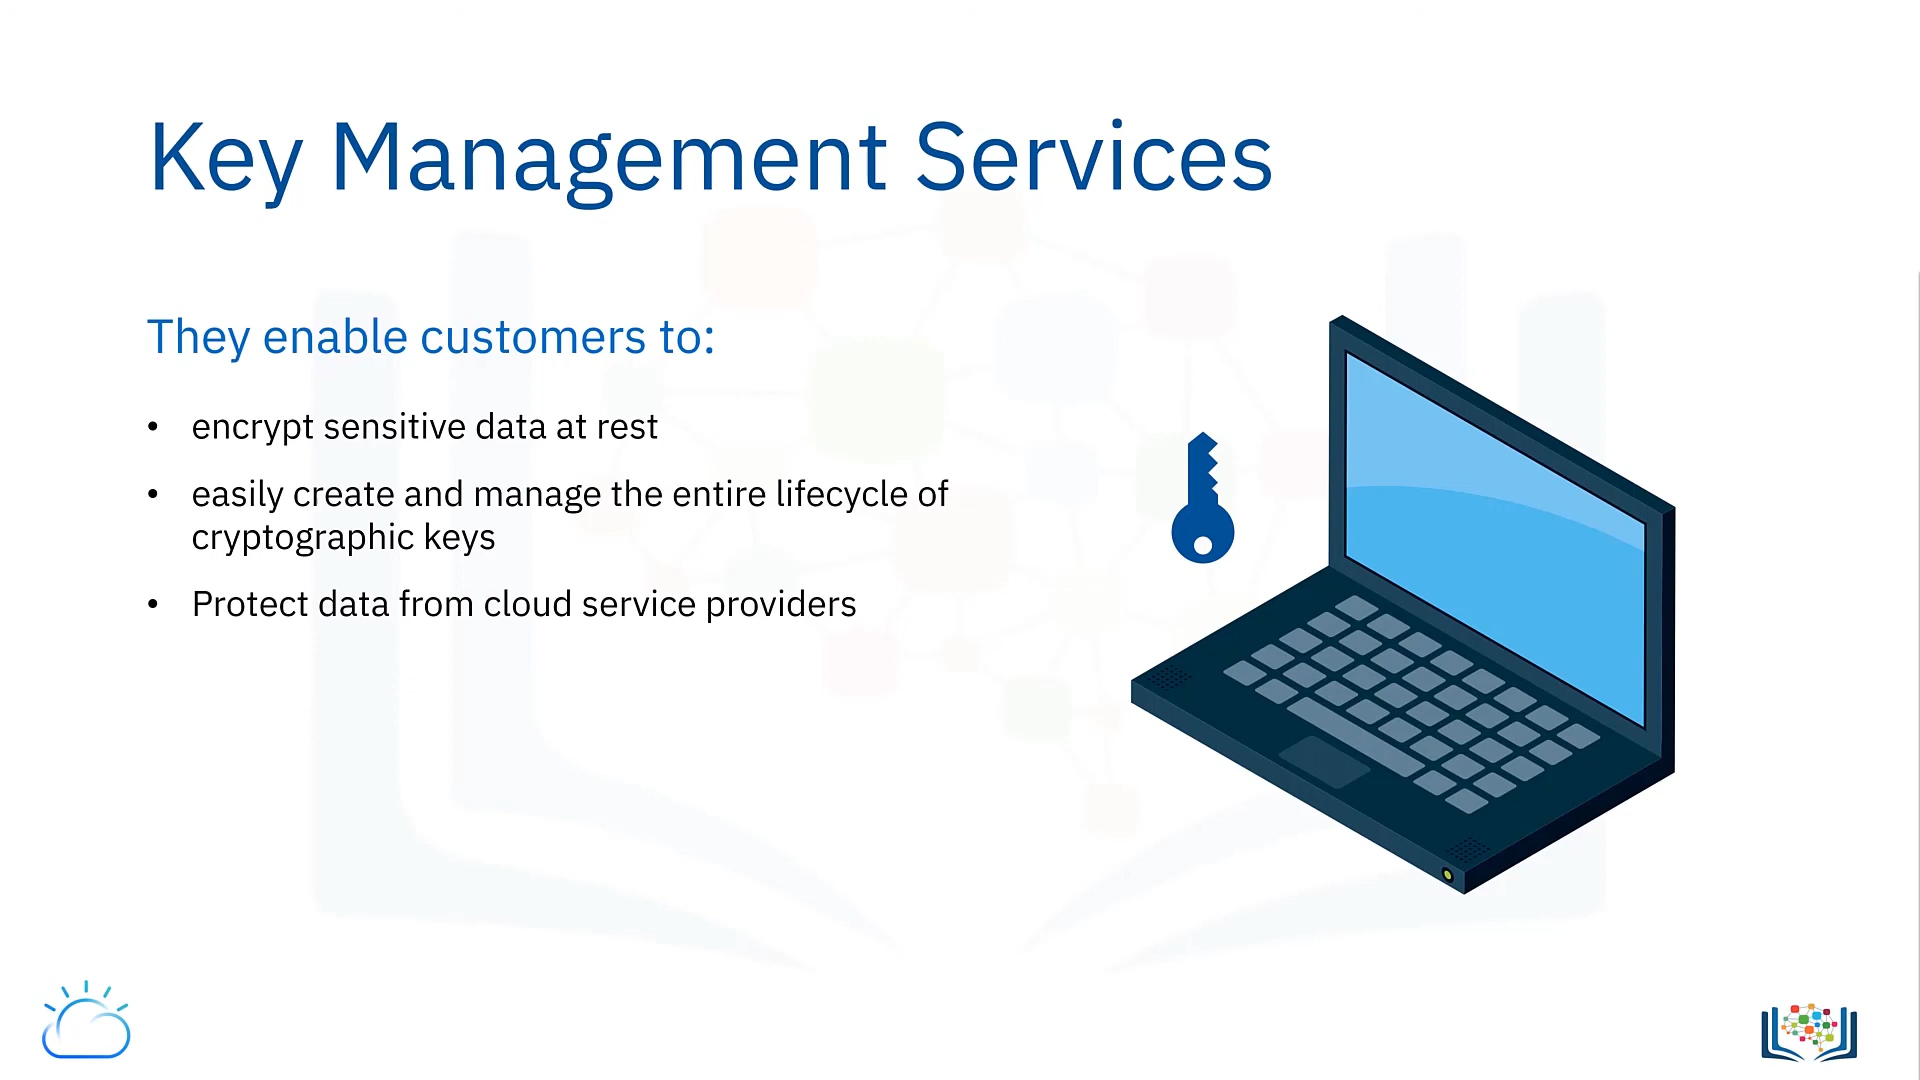 Key Management Services
They enable customers to:
• encrypt sensitive data at rest
• easily create and manage the entire lifecycle of
cryptographic keys
• Protect data from cloud service providers